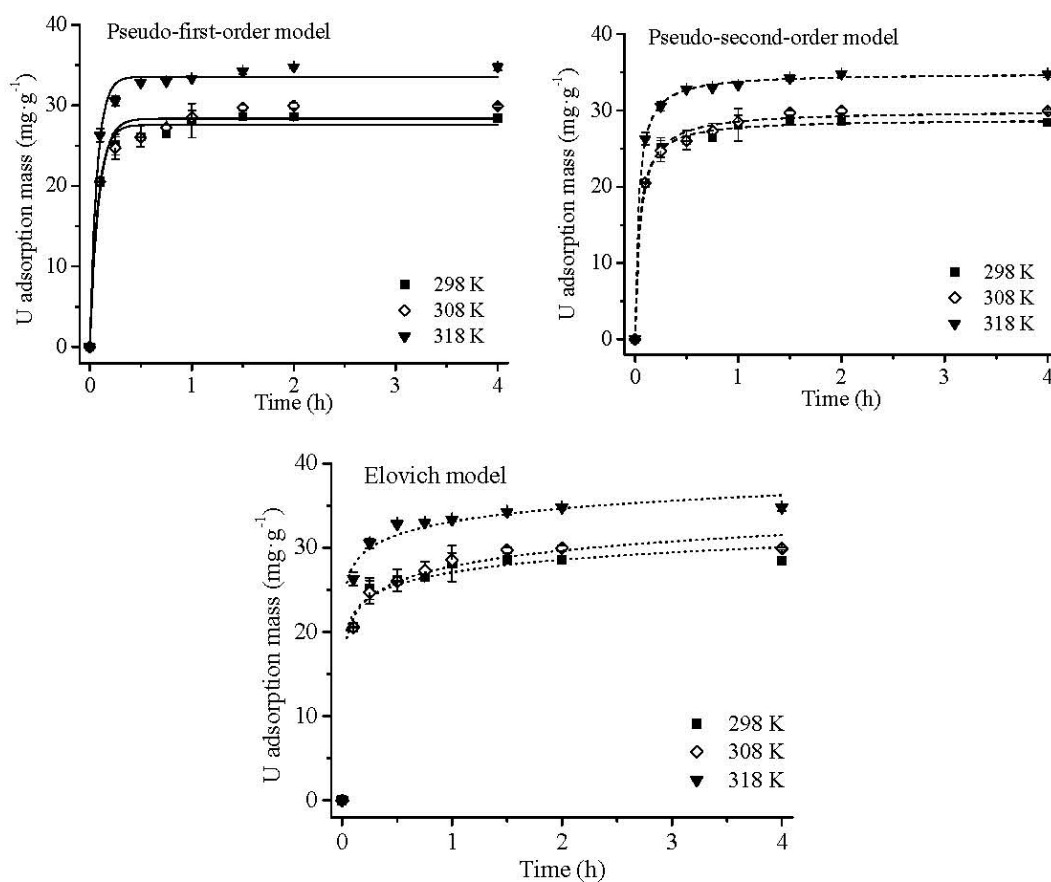 Pseudo-first-order model
U adsorption mass (mg·g⁻¹)
40
30
20
10
0
298 K
308 K
318 K
0
1
2
3
4
Time (h)
Pseudo-second-order model
U adsorption mass (mg·g⁻¹)
40
30
20
10
0
298 K
308 K
318 K
0
1
2
3
4
Time (h)
Elovich model
U adsorption mass (mg·g⁻¹)
40
30
20
10
0
298 K
308 K
318 K
0
1
2
3
4
Time (h)